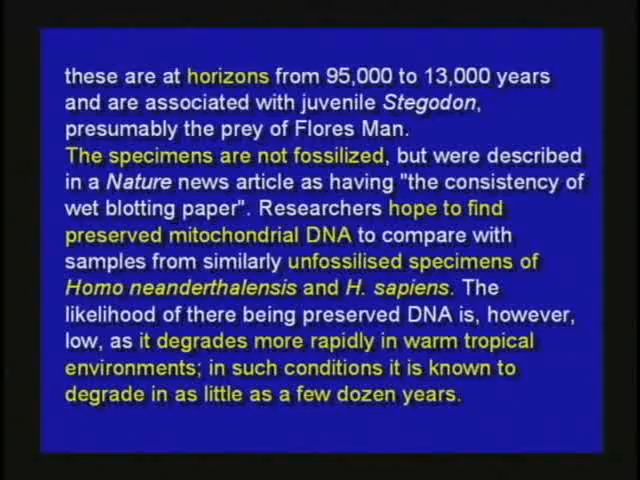 these are at horizons from 95,000 to 13,000 years
and are associated with juvenile Stegodon,
presumably the prey of Flores Man.
The specimens are not fossilized, but were described
in a Nature news article as having "the consistency of
wet blotting paper". Researchers hope to find
preserved mitochondrial DNA to compare with
samples from similarly unfossilised specimens of
Homo neanderthalensis and H. sapiens. The
likelihood of there being preserved DNA is, however,
low, as it degrades more rapidly in warm tropical
environments; in such conditions it is known to
degrade in as little as a few dozen years.